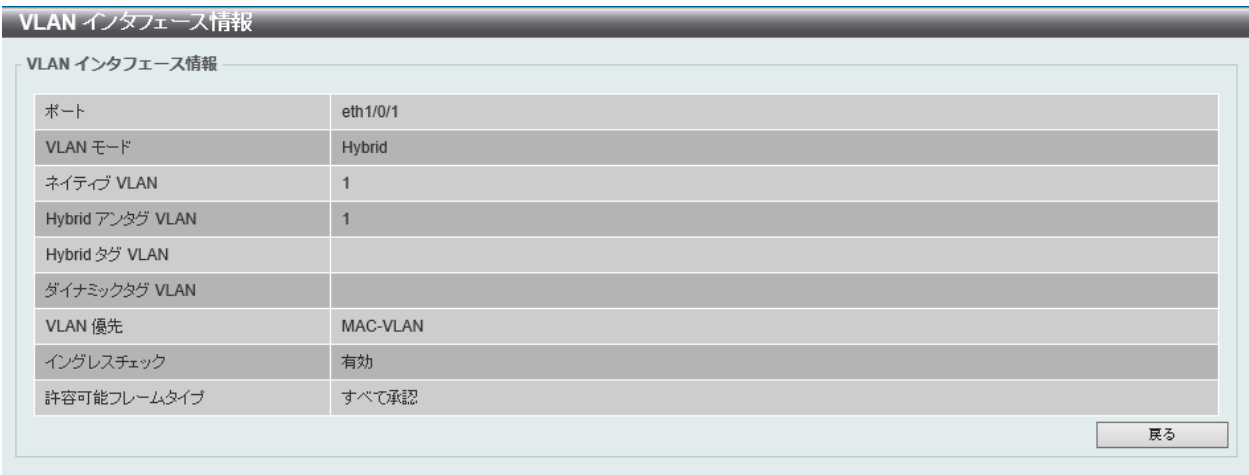 VLAN インタフェース情報
VLAN インタフェース情報
ポート eth1/0/1
VLAN モード Hybrid
ネイティブ VLAN 1
Hybrid アンタグ VLAN 1
Hybrid タグ VLAN
ダイナミックタグ VLAN
VLAN 優先 MAC-VLAN
イングレスチェック 有効
許容可能フレームタイプ すべて承認
戻る